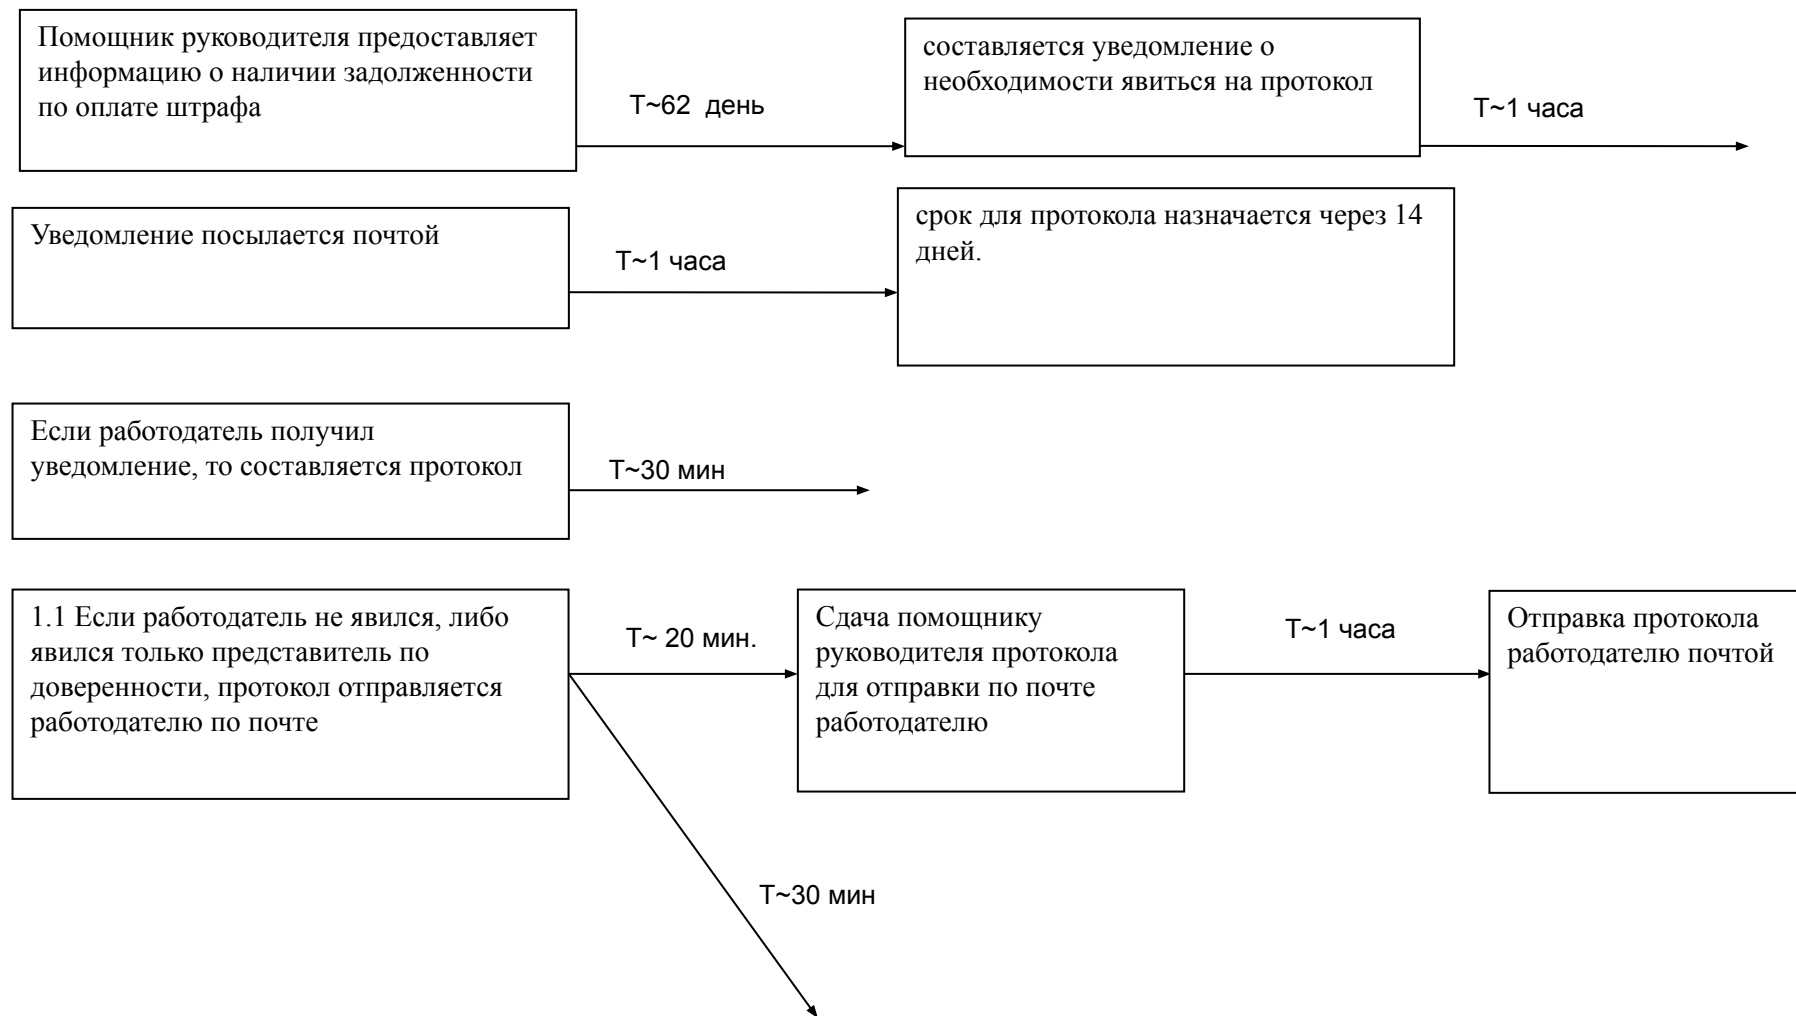 Помощник руководителя предоставляет
информацию о наличии задолженности
по оплате штрафа
T~62  день
составляется уведомление о
необходимости явиться на протокол
T~1 часа
Уведомление посылается почтой
T~1 часа
срок для протокола назначается через 14
дней.
Если работодатель получил
уведомление, то составляется протокол
T~30 мин
1.1 Если работодатель не явился, либо
явился только представитель по
доверенности, протокол отправляется
работодателю по почте
T~ 20 мин.
Сдача помощнику
руководителя протокола
для отправки по почте
работодателю
T~1 часа
Отправка протокола
работодателю почтой
T~30 мин